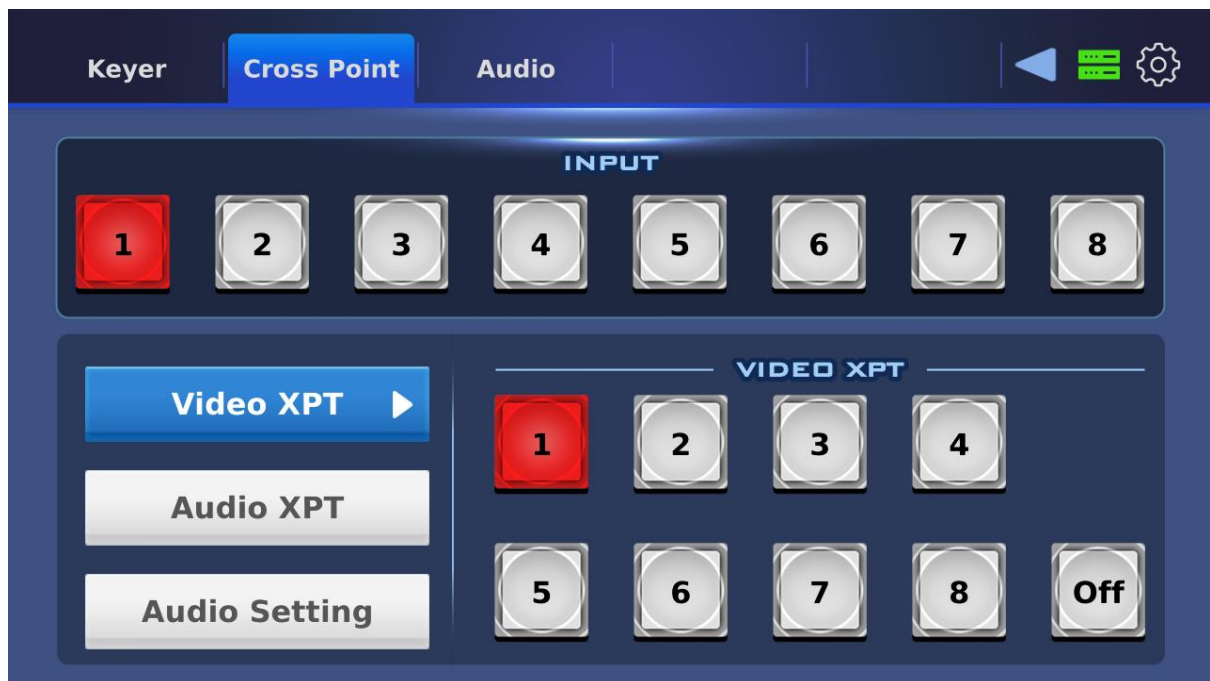 Keyer Cross Point Audio
INPUT
1 2 3 4 5 6 7 8
Video XPT
Audio XPT
Audio Setting
VIDEO XPT
1 2 3 4
5 6 7 8 Off